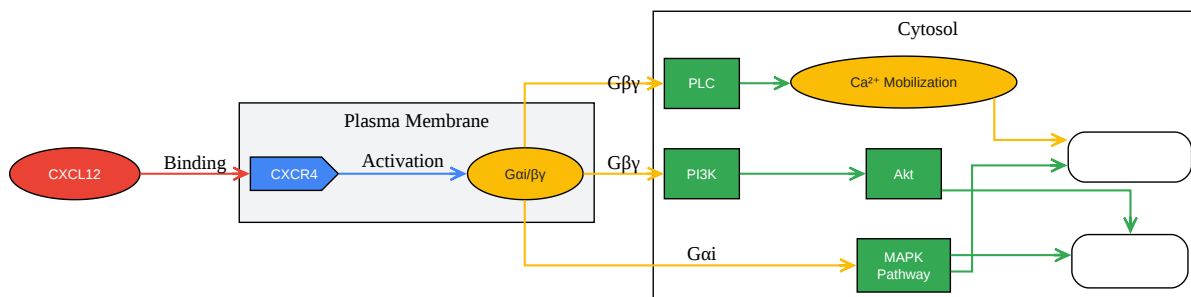 Cytosol
Gβγ
PLC
Ca²⁺ Mobilization
Plasma Membrane
CXCL12
Binding
CXCR4
Activation
Gαi/βγ
Gβγ
PI3K
Akt
Gαi
MAPK
Pathway